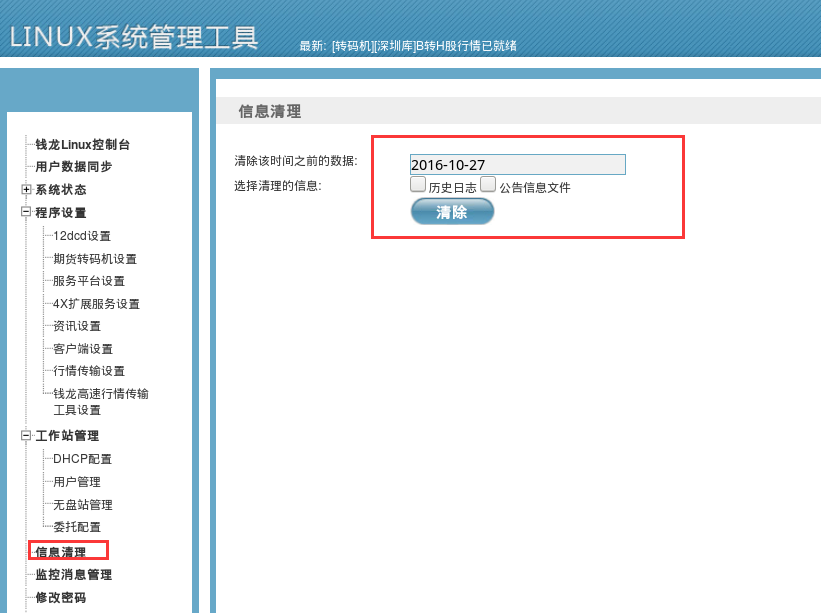 LINUX系统管理工具
最新: [转码机][深圳库]B转H股行情已就绪
钱龙Linux控制台
用户数据同步
系统状态
程序设置
12dcd设置
期货转码机设置
服务平台设置
4X扩展服务设置
资讯设置
客户端设置
行情传输设置
钱龙高速行情传输
工具设置
工作站管理
DHCP配置
用户管理
无盘站管理
委托配置
信息清理
监控消息管理
修改密码
信息清理
清除该时间之前的数据:
2016-10-27
选择清理的信息:
历史日志 公告信息文件
清除